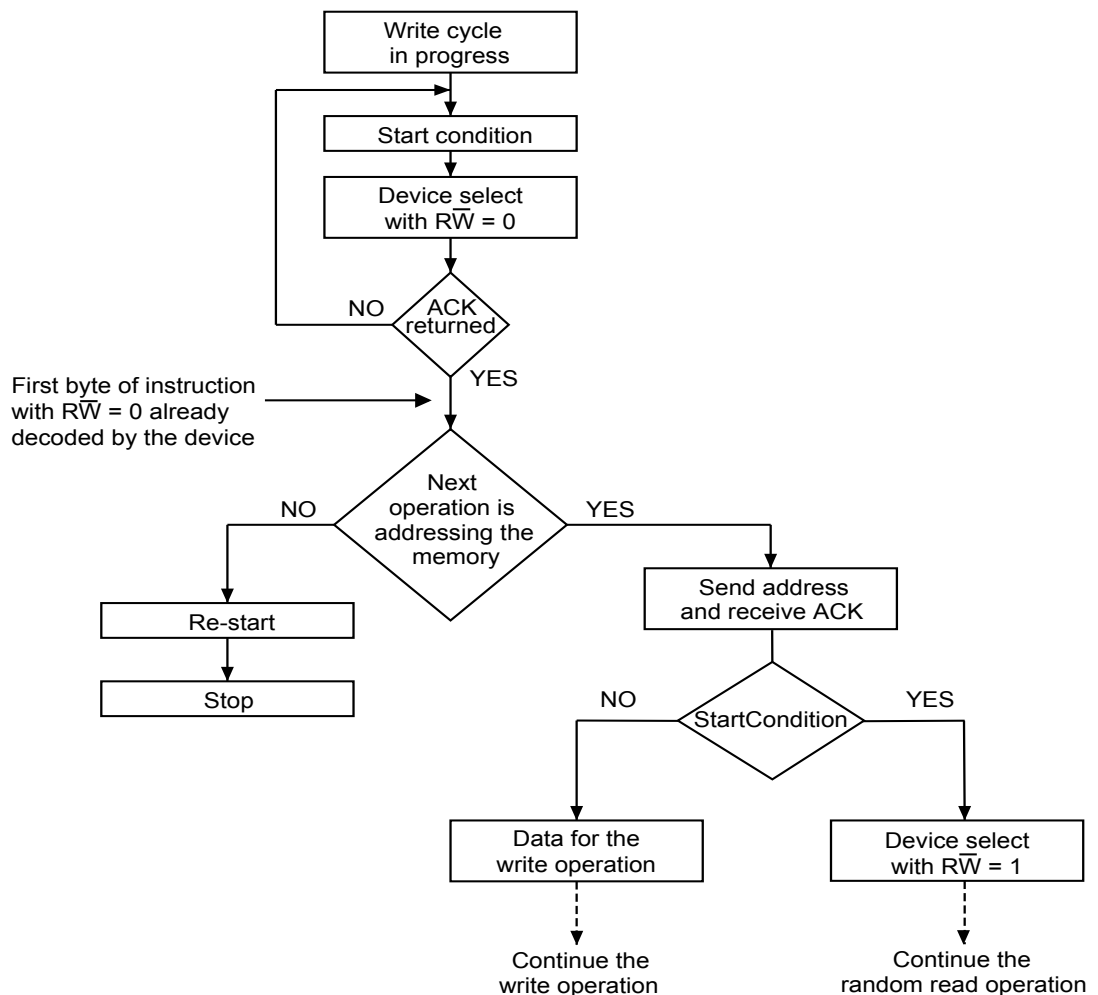 Write cycle
in progress
Start condition
Device select
with RW̅ = 0
NO
ACK
returned
YES
First byte of instruction
with RW̅ = 0 already
decoded by the device
Next
operation is
addressing the
memory
NO
YES
Send address
and receive ACK
Re-start
Stop
NO
StartCondition
YES
Data for the
write operation
Device select
with RW̅ = 1
Continue the
write operation
Continue the
random read operation